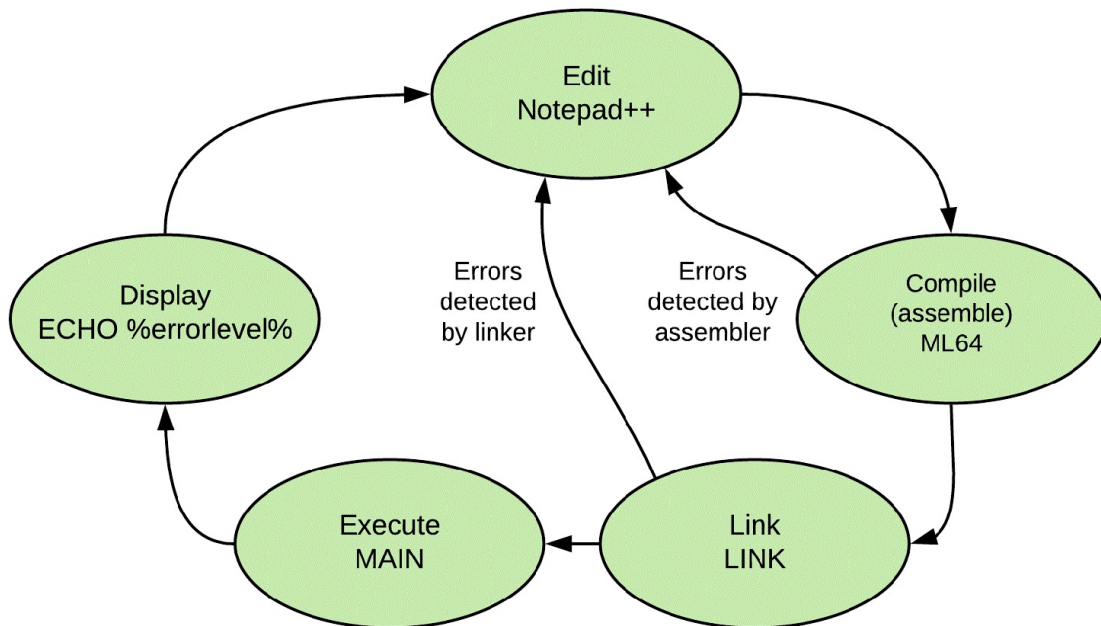 Edit
Notepad++
Compile
(assemble)
ML64
Errors
detected by
assembler
Errors
detected
by linker
Display
ECHO %errorlevel%
Link
LINK
Execute
MAIN